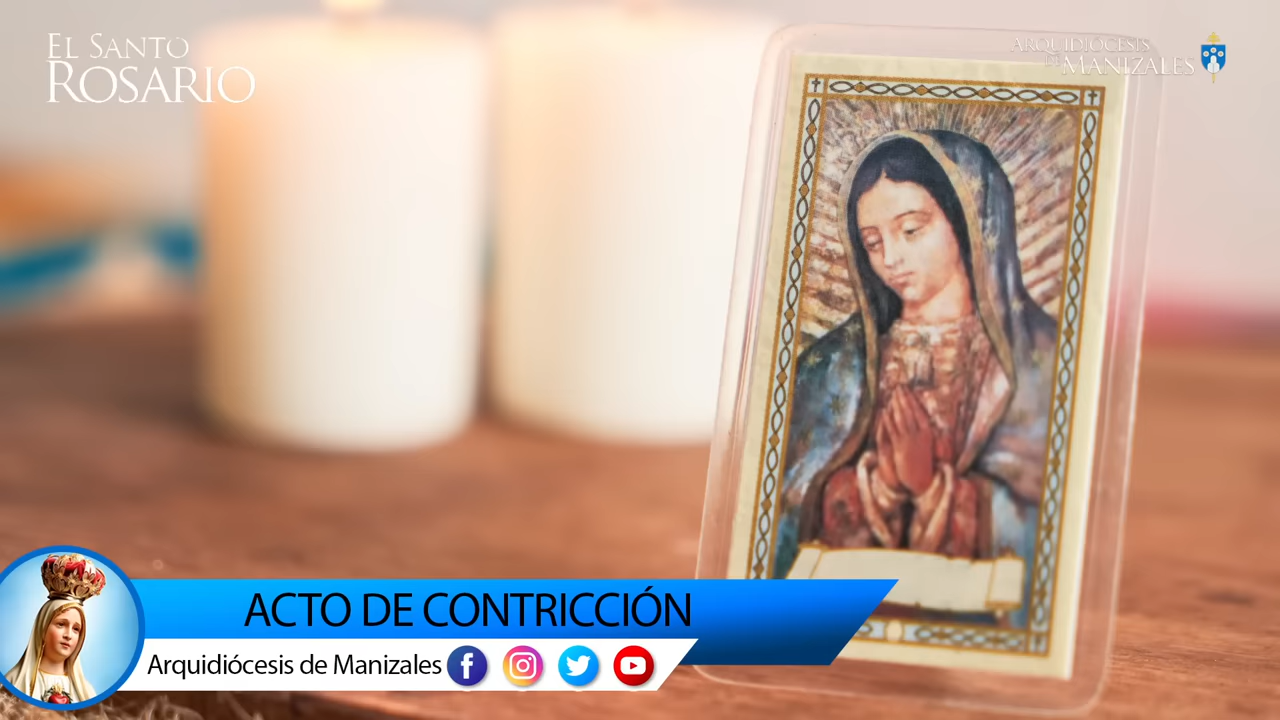 EL SANTO
ROSARIO
ARQUIDIÓCESIS
DE MANIZALES
ACTO DE CONTRICCIÓN
Arquidiócesis de Manizales